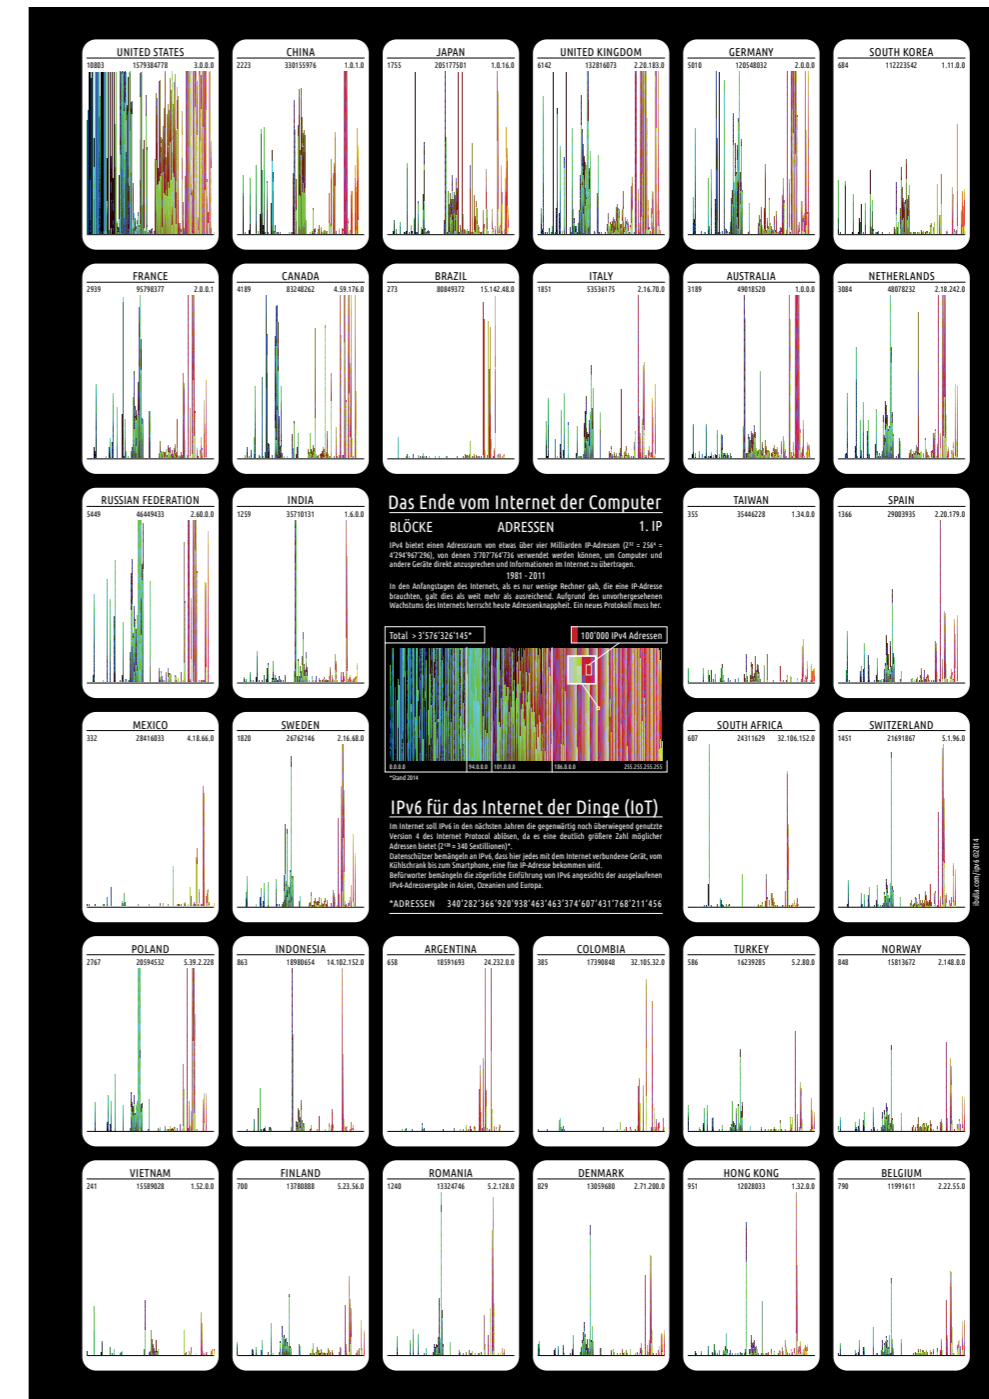 UNITED STATES
10803 1579384778 3.0.0.0
CHINA
2223 330155976 1.0.1.0
JAPAN
1755 205177501 1.0.16.0
UNITED KINGDOM
6142 132816073 2.20.183.0
GERMANY
5010 120548032 2.0.0.0
SOUTH KOREA
684 112223542 1.11.0.0
FRANCE
2939 95798377 2.0.0.1
CANADA
4189 83248262 4.59.176.0
BRAZIL
273 80849372 15.142.48.0
ITALY
1851 53536175 2.16.70.0
AUSTRALIA
3189 49018520 1.0.0.0
NETHERLANDS
3084 48078232 2.18.242.0
RUSSIAN FEDERATION
5449 46449433 2.60.0.0
INDIA
1259 35710131 1.6.0.0
Das Ende vom Internet der Computer
BLÖCKE ADRESSEN 1. IP
IPv4 bietet einen Adressraum von etwas über vier Milliarden IP-Adressen (2³² = 256⁴ =
4'294'967'296), von denen 3'707'764'736 verwendet werden können, um Computer und
andere Geräte direkt anzusprechen und Informationen im Internet zu übertragen.
1981 - 2011
In den Anfangstagen des Internets, als es nur wenige Rechner gab, die eine IP-Adresse
brauchten, galt dies als weit mehr als ausreichend. Aufgrund des unvorhergesehenen
Wachstums des Internets herrscht heute Adressenknappheit. Ein neues Protokoll muss her.
Total > 3'576'326'145*
100'000 IPv4 Adressen
0.0.0.0 94.0.0.0 101.0.0.0 186.0.0.0 255.255.255.255
*Stand 2014
TAIWAN
355 35446228 1.34.0.0
SPAIN
1366 29003935 2.20.179.0
MEXICO
332 28416033 4.18.66.0
SWEDEN
1820 26762146 2.16.68.0
IPv6 für das Internet der Dinge (IoT)
Im Internet soll IPv6 in den nächsten Jahren die gegenwärtig noch überwiegend genutzte
Version 4 des Internet Protocol ablösen, da es eine deutlich größere Zahl möglicher
Adressen bietet (2¹²⁸ = 340 Sextillionen)*.
Datenschützer bemängeln an IPv6, dass hier jedes mit dem Internet verbundene Gerät, vom
Kühlschrank bis zum Smartphone, eine fixe IP-Adresse bekommen wird.
Befürworter bemängeln die zögerliche Einführung von IPv6 angesichts der ausgelaufenen
IPv4-Adressvergabe in Asien, Ozeanien und Europa.
*ADRESSEN 340'282'366'920'938'463'463'374'607'431'768'211'456
SOUTH AFRICA
607 24311629 32.106.152.0
SWITZERLAND
1451 21691867 5.1.96.0
ibulla.com/ipv6 ©2014
POLAND
2767 20594532 5.39.2.228
INDONESIA
863 18980654 14.102.152.0
ARGENTINA
658 18591693 24.232.0.0
COLOMBIA
385 17390848 32.105.32.0
TURKEY
586 16239285 5.2.80.0
NORWAY
848 15813672 2.148.0.0
VIETNAM
241 15589028 1.52.0.0
FINLAND
700 13780888 5.23.56.0
ROMANIA
1240 13324746 5.2.128.0
DENMARK
829 13059680 2.71.200.0
HONG KONG
951 12028033 1.32.0.0
BELGIUM
790 11991611 2.22.55.0